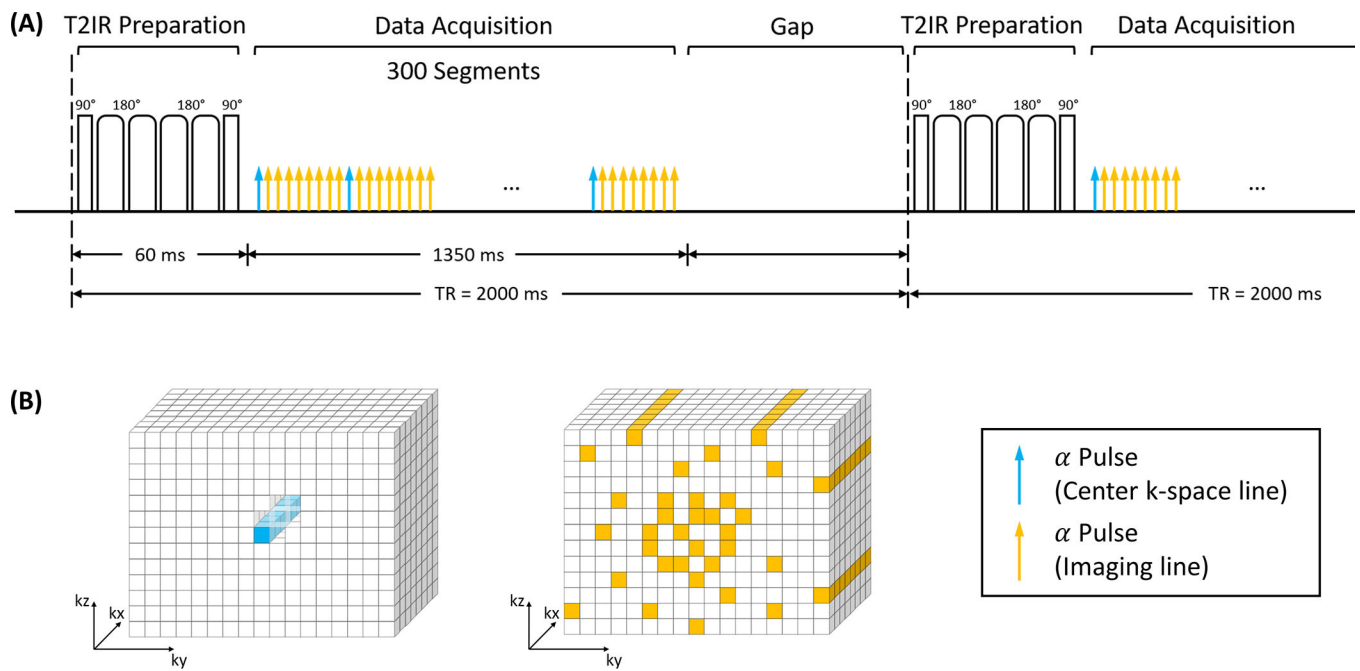 (A)
T2IR Preparation
Data Acquisition
Gap
T2IR Preparation
Data Acquisition
300 Segments
90° 180° 180° 90°
90° 180° 180° 90°
...
...
60 ms
1350 ms
TR = 2000 ms
TR = 2000 ms
(B)
kz
kx
ky
kz
kx
ky
α Pulse
(Center k-space line)
α Pulse
(Imaging line)